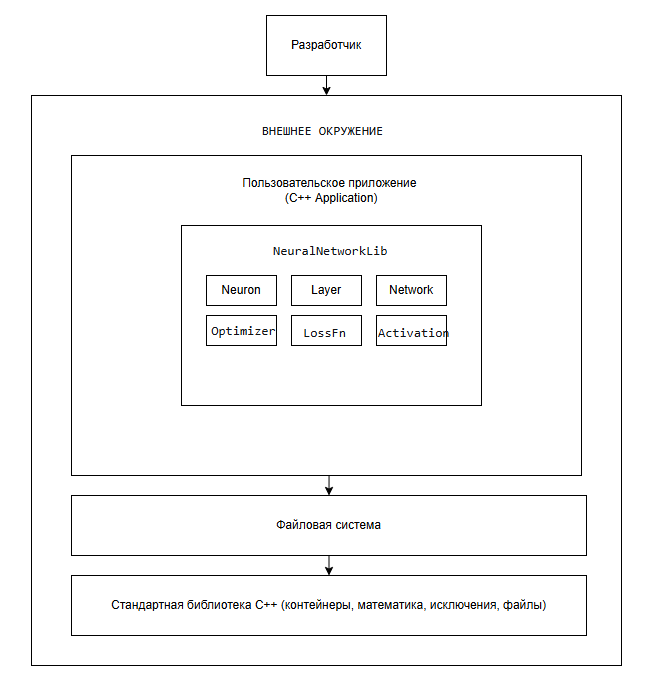 Разработчик
ВНЕШНЕЕ ОКРУЖЕНИЕ
Пользовательское приложение
(C++ Application)
NeuralNetworkLib
Neuron
Layer
Network
Optimizer
LossFn
Activation
Файловая система
Стандартная библиотека C++ (контейнеры, математика, исключения, файлы)